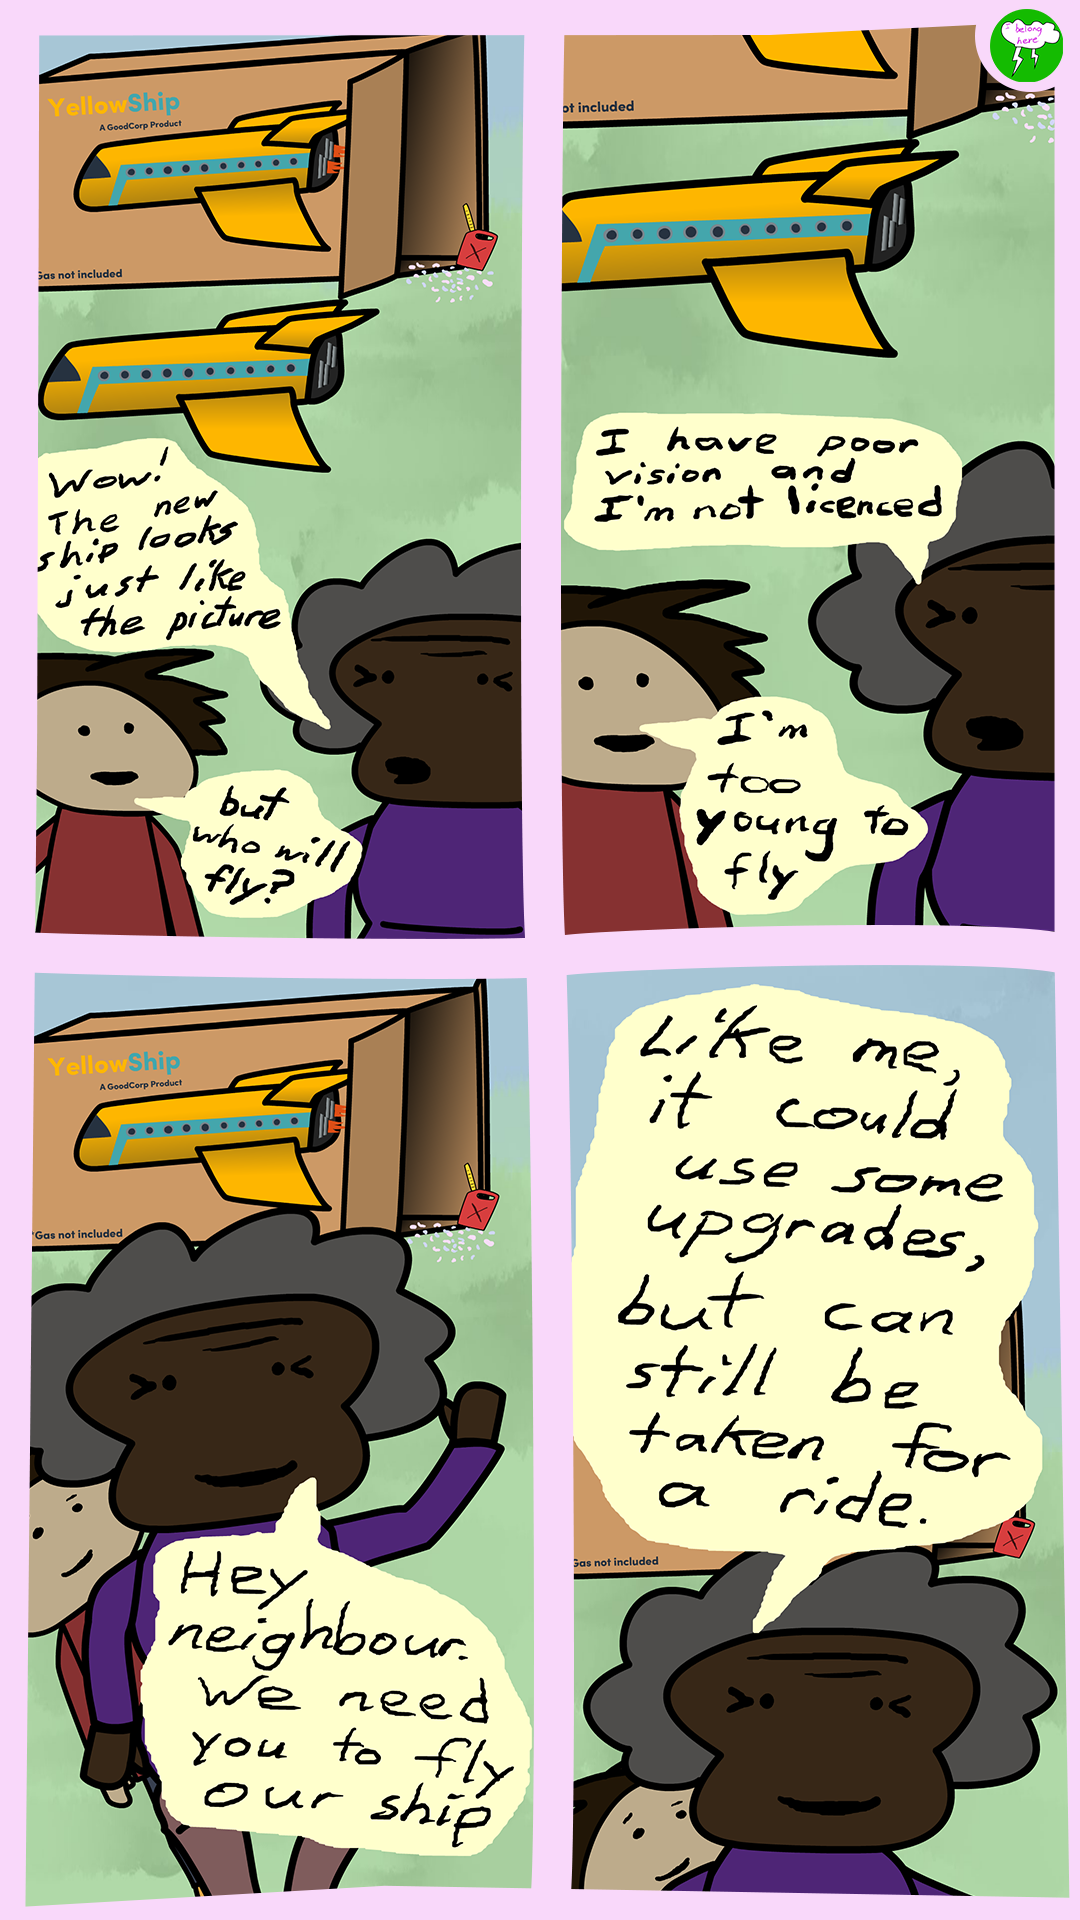 YellowShip
A GoodCorp Product
Gas not included
Wow!
The new
ship looks
just like
the picture
but
who will
fly?
belong
here
ot included
I have poor
vision and
I'm not licenced
I'm
too
young to
fly
YellowShip
A GoodCorp Product
*Gas not included
Hey
neighbour.
We need
you to fly
our ship
Like me,
it could
use some
upgrades,
but can
still be
taken for
a ride.
Gas not included